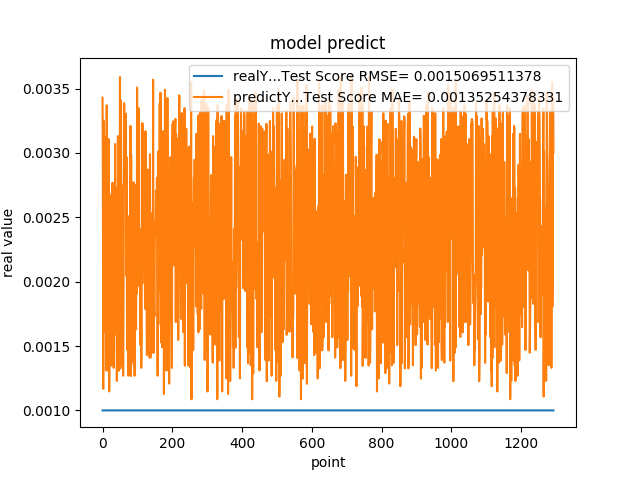 model predict
realY...Test Score RMSE= 0.0015069511378
predictY...Test Score MAE= 0.00135254378331
0.0035
0.0030
0.0025
0.0020
0.0015
0.0010
real value
0 200 400 600 800 1000 1200
point